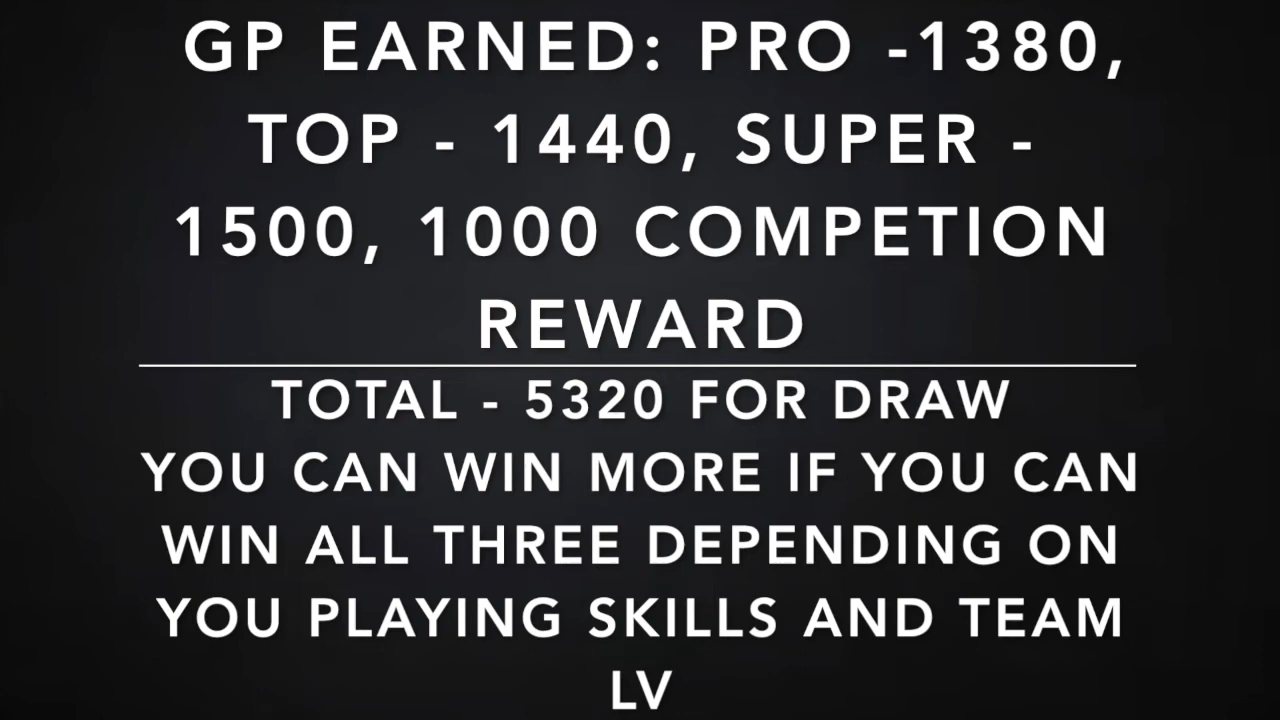 GP EARNED: PRO -1380,
TOP - 1440, SUPER -
1500, 1000 COMPETION
REWARD
TOTAL - 5320 FOR DRAW
YOU CAN WIN MORE IF YOU CAN
WIN ALL THREE DEPENDING ON
YOU PLAYING SKILLS AND TEAM
LV